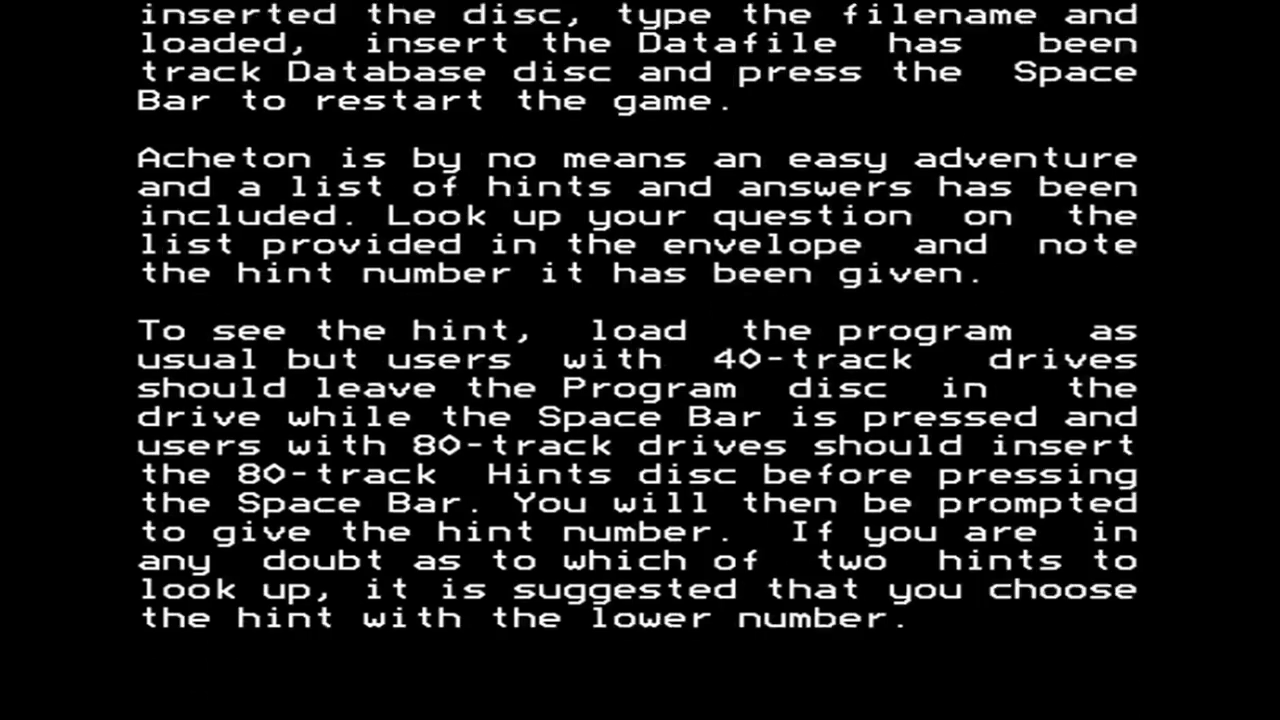 inserted the disc, type the filename and
loaded, insert the Datafile has been
track Database disc and press the Space
Bar to restart the game.
Acheton is by no means an easy adventure
and a list of hints and answers has been
included. Look up your question on the
list provided in the envelope and note
the hint number it has been given.
To see the hint, load the program as
usual but users with 40-track drives
should leave the Program disc in the
drive while the Space Bar is pressed and
users with 80-track drives should insert
the 80-track Hints disc before pressing
the Space Bar. You will then be prompted
to give the hint number. If you are in
any doubt as to which of two hints to
look up, it is suggested that you choose
the hint with the lower number.